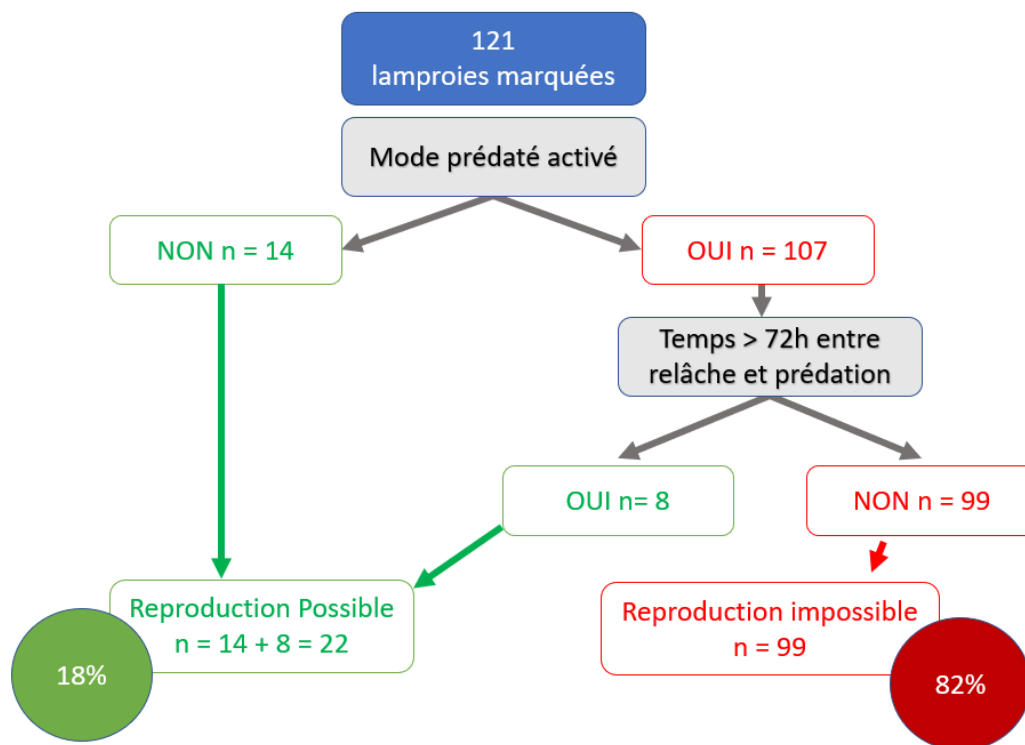 121
lamproies marquées
Mode prédaté activé
NON n = 14
OUI n = 107
Temps > 72h entre
relâche et prédation
OUI n= 8
NON n = 99
Reproduction Possible
n = 14 + 8 = 22
Reproduction impossible
n = 99
18%
82%